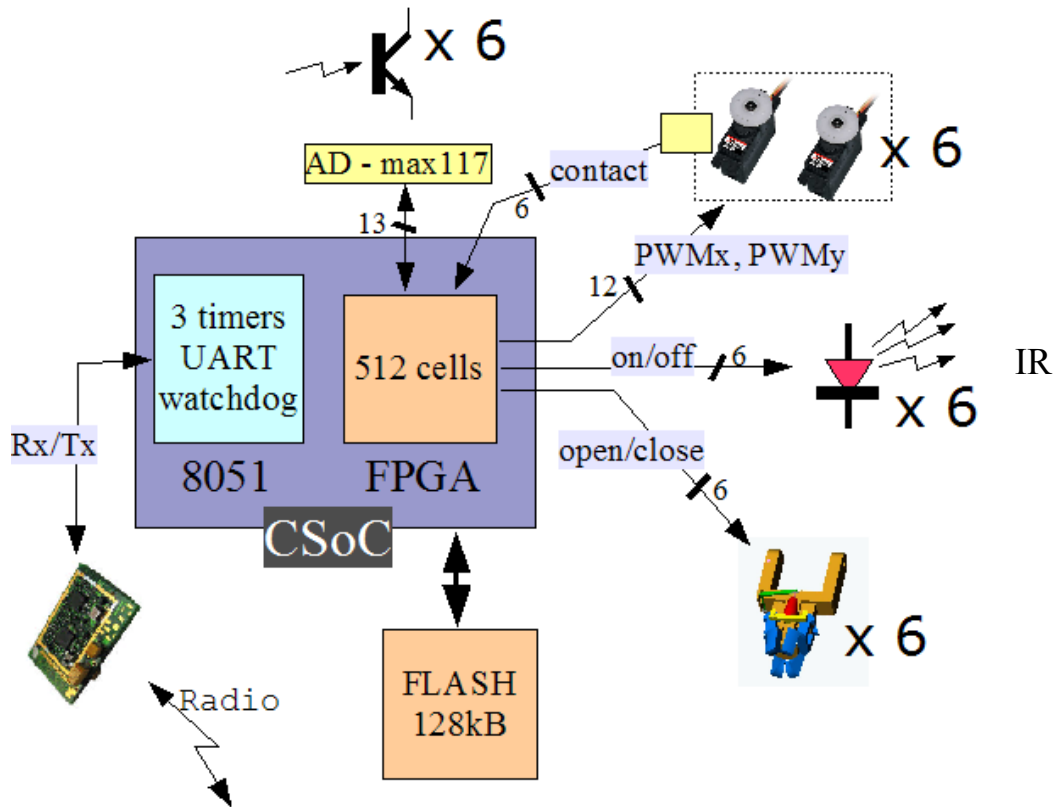 x 6
AD - max117
13
contact
6
x 6
PWMx, PWMy
12
3 timers
UART
watchdog
512 cells
on/off
6
IR
x 6
Rx/Tx
8051
FPGA
open/close
6
CSoC
x 6
FLASH
128kB
Radio